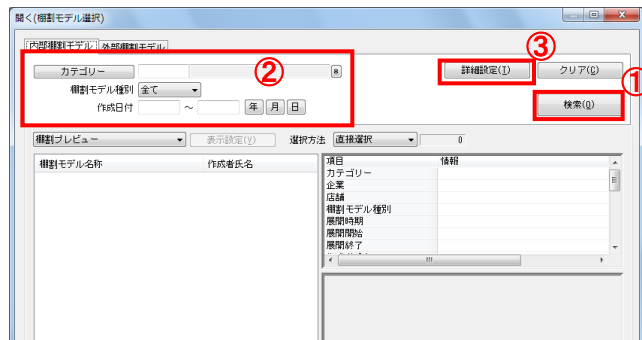 開く(棚割モデル選択)
内部棚割モデル 外部棚割モデル
③
カテゴリー ② 詳細設定(I) クリア(C)
①
棚割モデル種別 全て
作成日付 ～ 年 月 日 検索(Q)
棚割プレビュー 表示設定(V) 選択方法 直接選択 0
棚割モデル名称 作成者氏名 項目 情報
カテゴリー
企業
店舗
棚割モデル種別
展開時期
展開開始
展開終了